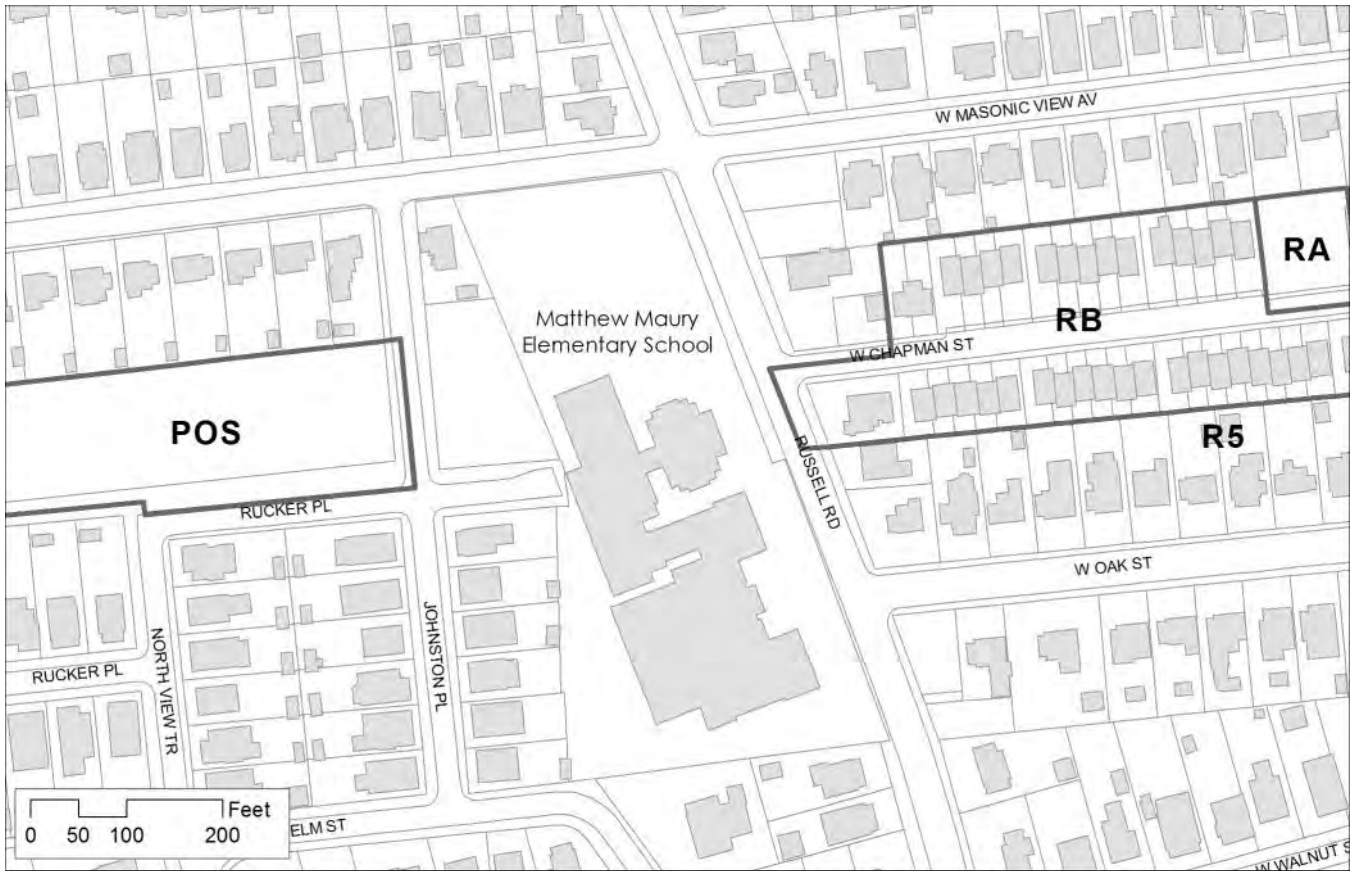 W MASONIC VIEW AV
RA
Matthew Maury
Elementary School
RB
W CHAPMAN ST
POS
R5
RUSSELL RD
RUCKER PL
W OAK ST
JOHNSTON PL
NORTH VIEW TR
RUCKER PL
Feet
0 50 100 200
ELM ST
W WALNUT S